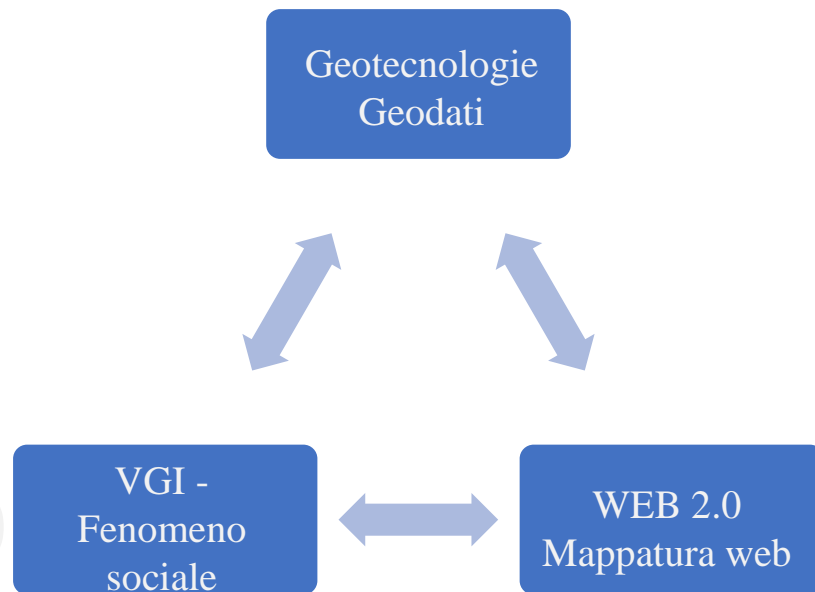 Geotecnologie
Geodati
VGI -
Fenomeno
sociale
WEB 2.0
Mappatura web